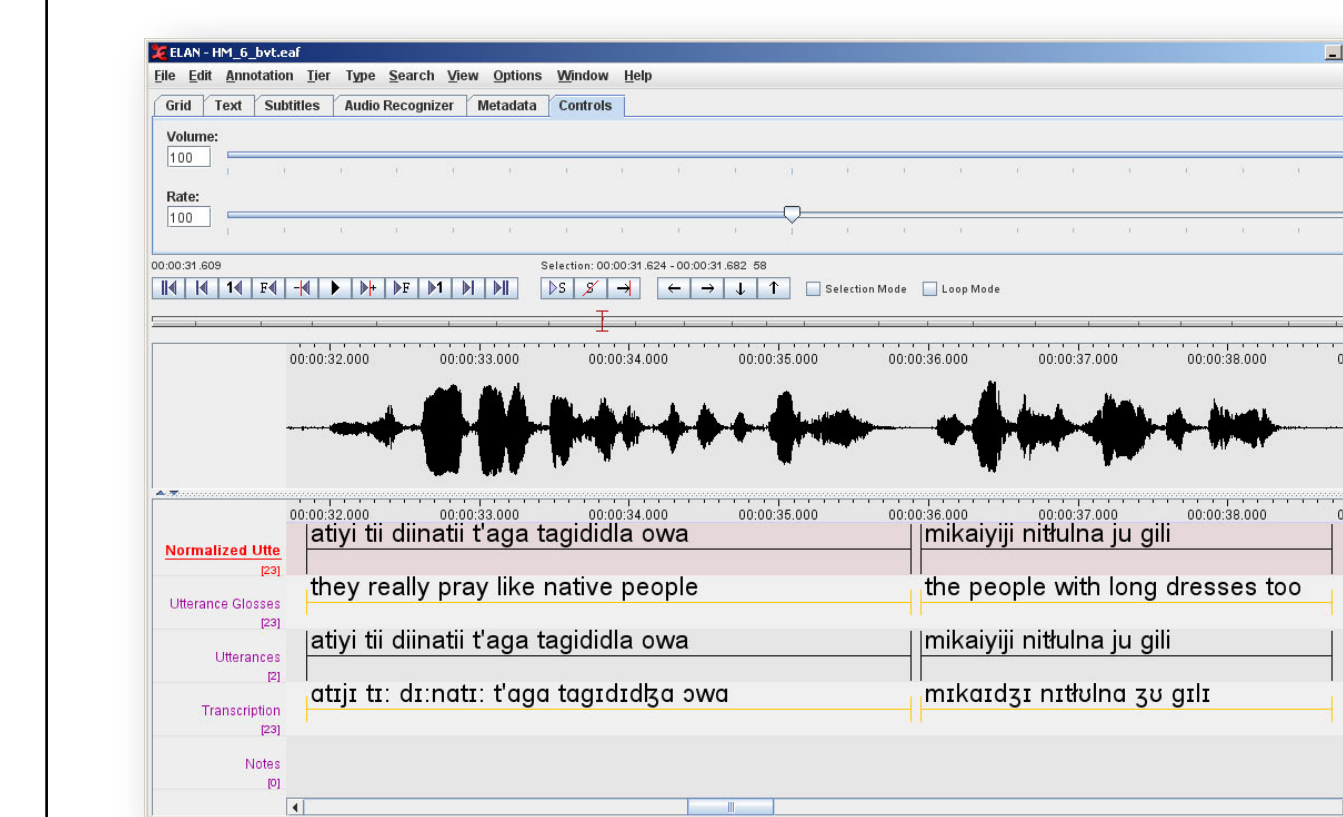 ELAN - HM_6_bvt.eaf
File Edit Annotation Tier Type Search View Options Window Help
Grid Text Subtitles Audio Recognizer Metadata Controls
Volume:
100
Rate:
100
00:00:31.609 Selection: 00:00:31.624 - 00:00:31.682 58
1 F - + F 1 S S Selection Mode Loop Mode
00:00:32.000 00:00:33.000 00:00:34.000 00:00:35.000 00:00:36.000 00:00:37.000 00:00:38.000
00:00:32.000 00:00:33.000 00:00:34.000 00:00:35.000 00:00:36.000 00:00:37.000 00:00:38.000
Normalized Utte atiyi tii diinatii t'aga tagididla owa mikaiyiji nitłulna ju gili
[23]
Utterance Glosses they really pray like native people the people with long dresses too
[23]
Utterances atiyi tii diinatii t'aga tagididla owa mikaiyiji nitłulna ju gili
[2]
Transcription atɪjɪ tɪː dɪːnatɪː t'aga tagɪdɪdɮa ɔwa mɪkaɪdʒɪ nɪtłʊlna ʒʊ gɪlɪ
[23]
Notes
[0]